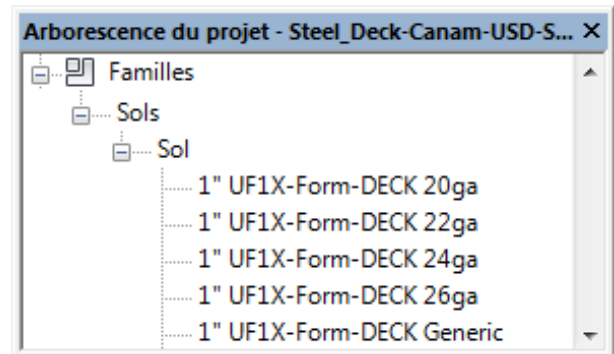 Arborescence du projet - Steel_Deck-Canam-USD-S...
Familles
Sols
Sol
1" UF1X-Form-DECK 20ga
1" UF1X-Form-DECK 22ga
1" UF1X-Form-DECK 24ga
1" UF1X-Form-DECK 26ga
1" UF1X-Form-DECK Generic